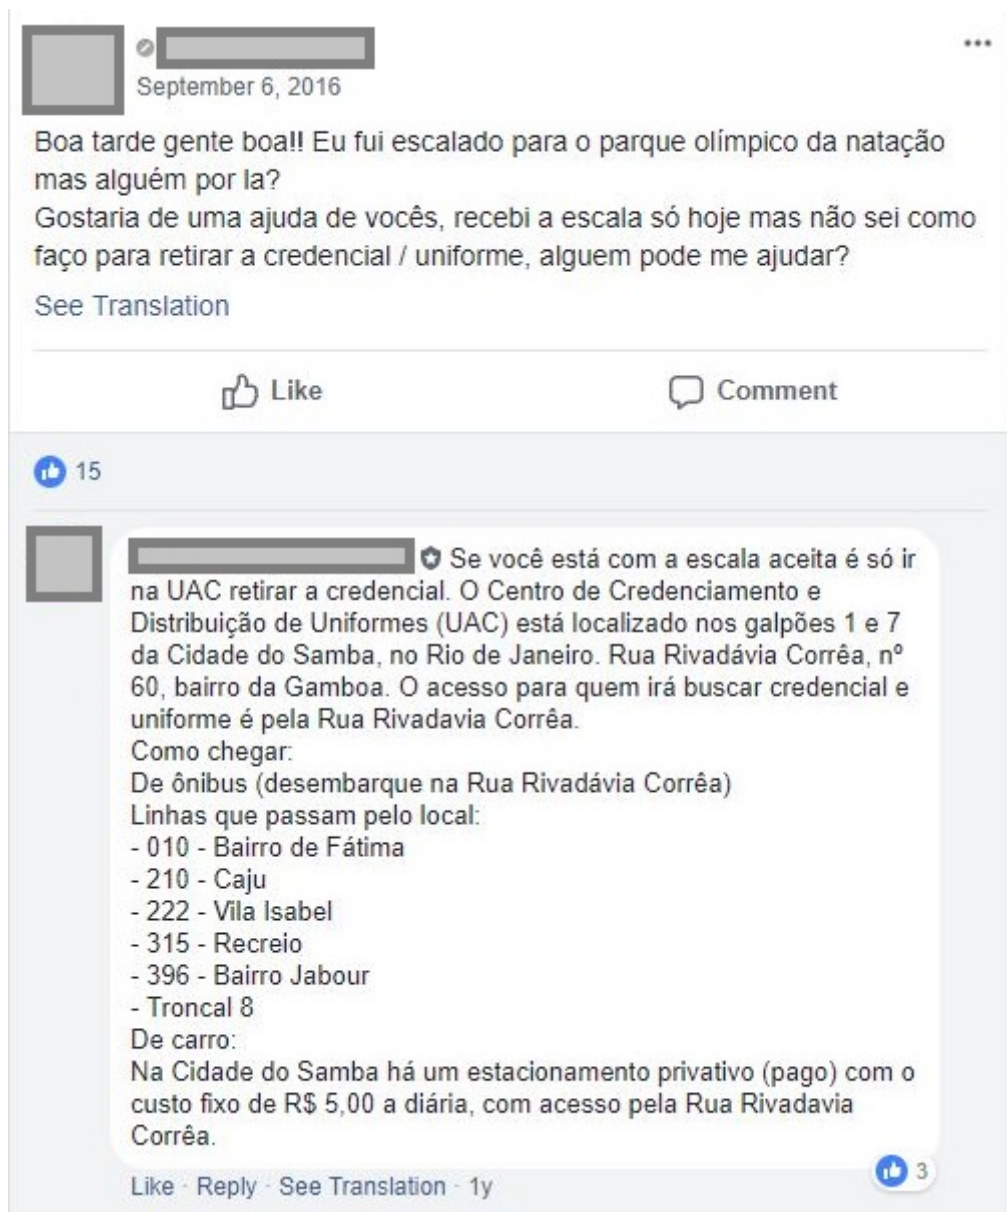 September 6, 2016
Boa tarde gente boa!! Eu fui escalado para o parque olímpico da natação
mas alguém por la?
Gostaria de uma ajuda de vocês, recebi a escala só hoje mas não sei como
faço para retirar a credencial / uniforme, alguem pode me ajudar?
See Translation
Like
Comment
15
Se você está com a escala aceita é só ir
na UAC retirar a credencial. O Centro de Credenciamento e
Distribuição de Uniformes (UAC) está localizado nos galpões 1 e 7
da Cidade do Samba, no Rio de Janeiro. Rua Rivadávia Corrêa, nº
60, bairro da Gamboa. O acesso para quem irá buscar credencial e
uniforme é pela Rua Rivadavia Corrêa.
Como chegar:
De ônibus (desembarque na Rua Rivadávia Corrêa)
Linhas que passam pelo local:
- 010 - Bairro de Fátima
- 210 - Caju
- 222 - Vila Isabel
- 315 - Recreio
- 396 - Bairro Jabour
- Troncal 8
De carro:
Na Cidade do Samba há um estacionamento privativo (pago) com o
custo fixo de R$ 5,00 a diária, com acesso pela Rua Rivadavia
Corrêa.
3
Like · Reply · See Translation · 1y